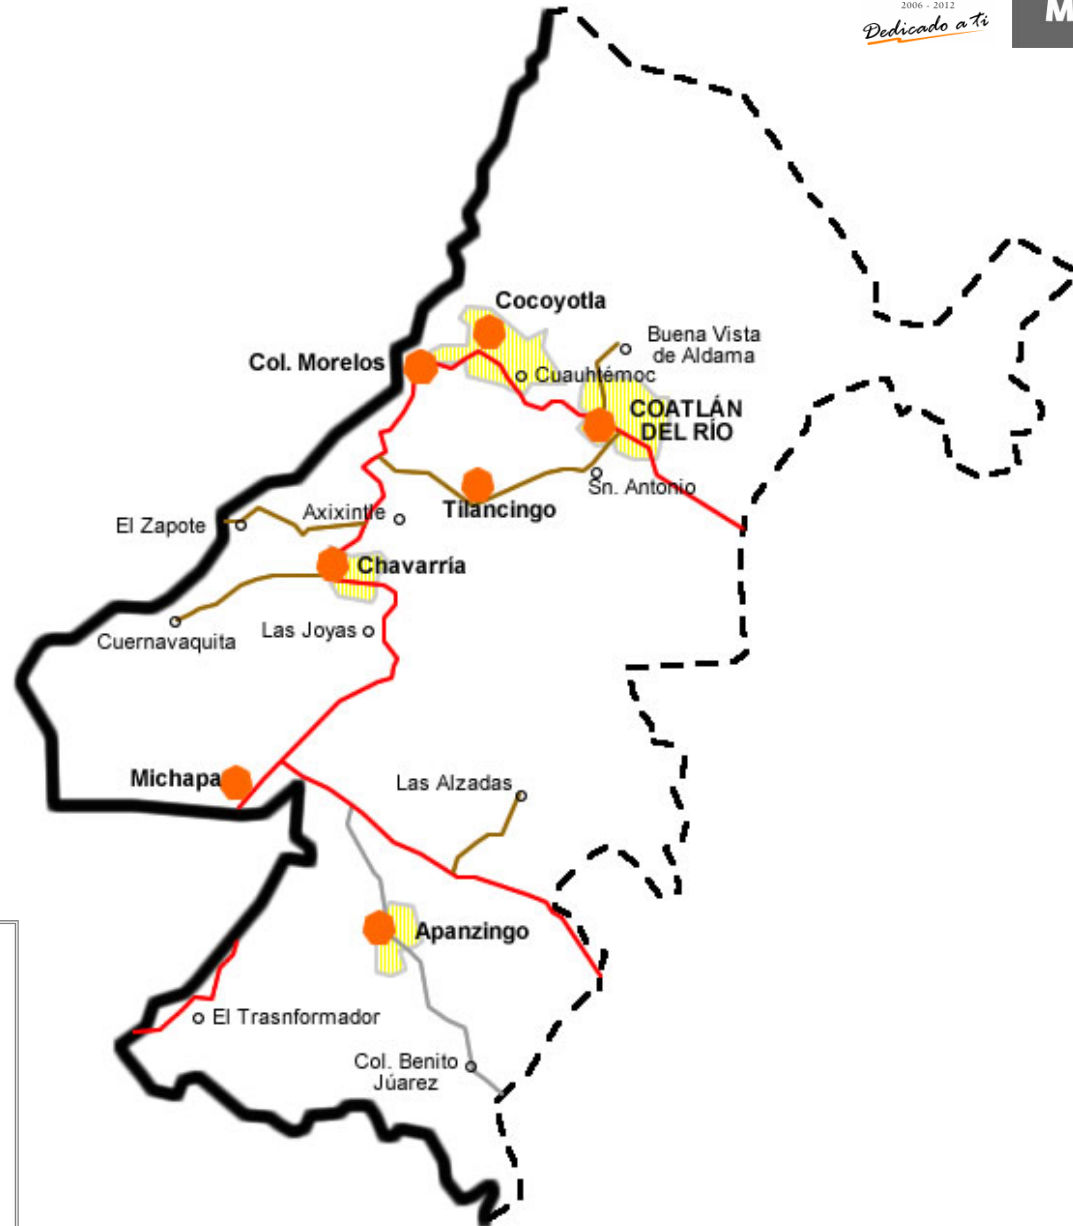 2006 - 2012
Dedicado a ti
M
Cocoyotla
Buena Vista
de Aldama
Col. Morelos
Cuauhtémoc
COATLÁN
DEL RÍO
Sn. Antonio
Tilancingo
Axixintle
El Zapote
Chavarría
Las Joyas
Cuernavaquita
Michapa
Las Alzadas
Apanzingo
El Trasnformador
Col. Benito
Júarez